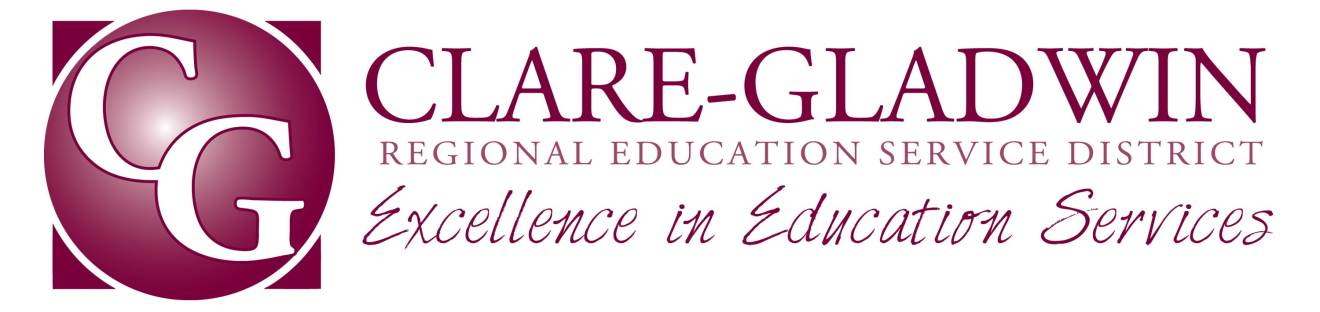 CG
CLARE-GLADWIN
REGIONAL EDUCATION SERVICE DISTRICT
Excellence in Education Services